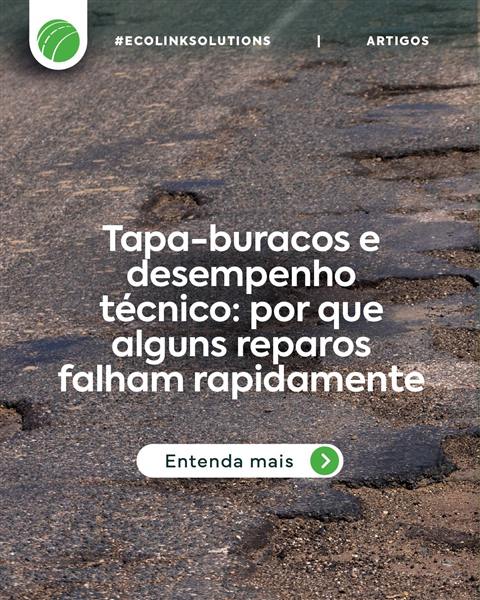 #ECOLINKSOLUTIONS | ARTIGOS
Tapa-buracos e
desempenho
técnico: por que
alguns reparos
falham rapidamente
Entenda mais